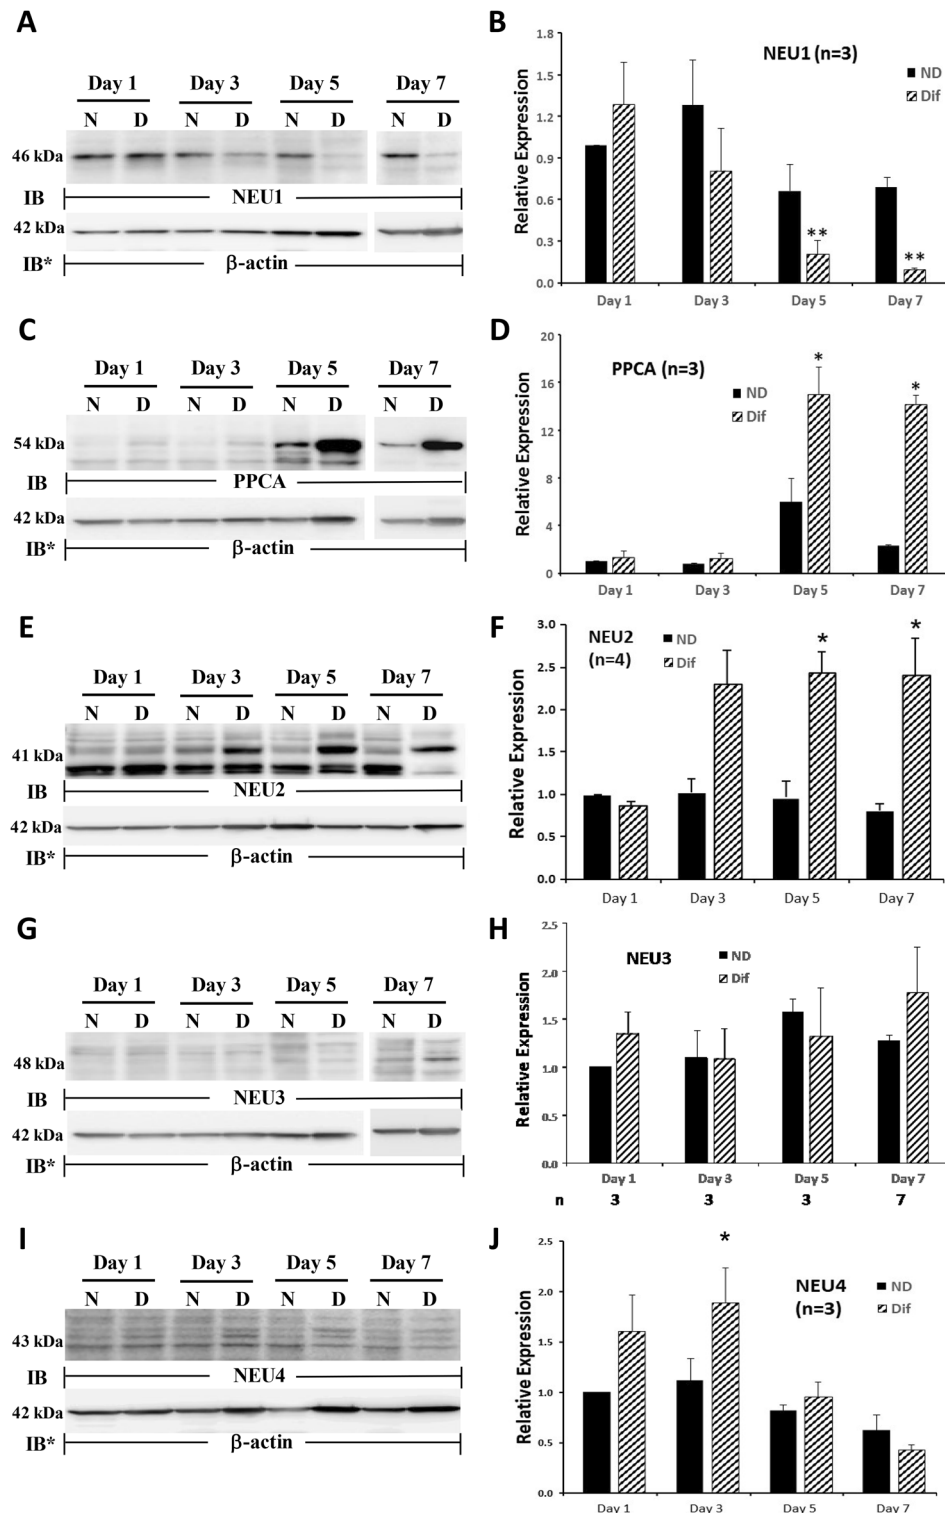 A
Day 1 Day 3 Day 5 Day 7
N D N D N D N D
46 kDa
IB NEU1
42 kDa
IB* β-actin
B
NEU1 (n=3)
ND
Dif
Relative Expression
1.8
1.5
1.2
0.9
0.6
0.3
0.0
** **
Day 1 Day 3 Day 5 Day 7
C
Day 1 Day 3 Day 5 Day 7
N D N D N D N D
54 kDa
IB PPCA
42 kDa
IB* β-actin
D
PPCA (n=3)
ND
Dif
Relative Expression
20
16
12
8
4
0
* *
Day 1 Day 3 Day 5 Day 7
E
Day 1 Day 3 Day 5 Day 7
N D N D N D N D
41 kDa
IB NEU2
42 kDa
IB* β-actin
F
NEU2
(n=4)
ND
Dif
Relative Expression
3.0
2.5
2.0
1.5
1.0
0.5
0.0
* *
Day 1 Day 3 Day 5 Day 7
G
Day 1 Day 3 Day 5 Day 7
N D N D N D N D
48 kDa
IB NEU3
42 kDa
IB* β-actin
H
NEU3
ND
Dif
Relative Expression
2.5
2.0
1.5
1.0
0.5
0.0
Day 1 Day 3 Day 5 Day 7
n 3 3 3 7
I
Day 1 Day 3 Day 5 Day 7
N D N D N D N D
43 kDa
IB NEU4
42 kDa
IB* β-actin
J
NEU4
(n=3)
ND
Dif
Relative Expression
2.5
2.0
1.5
1.0
0.5
0.0
*
Day 1 Day 3 Day 5 Day 7